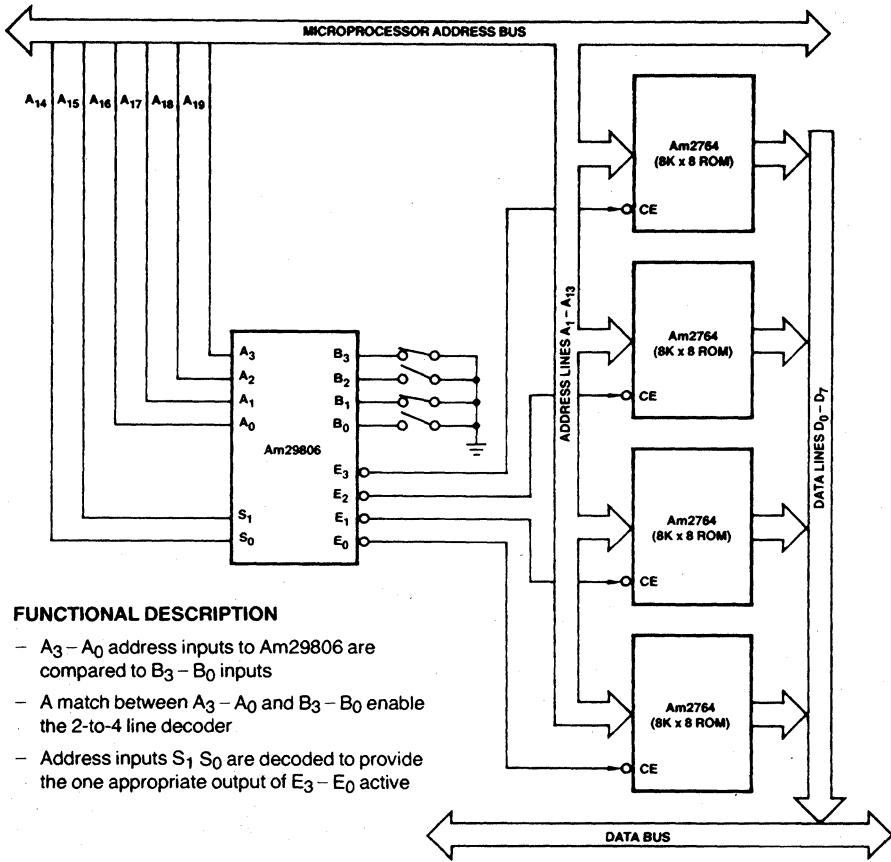 MICROPROCESSOR ADDRESS BUS
A14 A15 A16 A17 A18 A19
Am2764
(8K x 8 ROM)
CE
Am2764
(8K x 8 ROM)
CE
Am2764
(8K x 8 ROM)
CE
Am2764
(8K x 8 ROM)
CE
ADDRESS LINES A1 – A13
DATA LINES D0 – D7
A3 B3
A2 B2
A1 B1
A0 B0
Am29806
E3
E2
S1 E1
S0 E0
FUNCTIONAL DESCRIPTION
– A3 – A0 address inputs to Am29806 are
compared to B3 – B0 inputs
– A match between A3 – A0 and B3 – B0 enable
the 2-to-4 line decoder
– Address inputs S1 S0 are decoded to provide
the one appropriate output of E3 – E0 active
DATA BUS